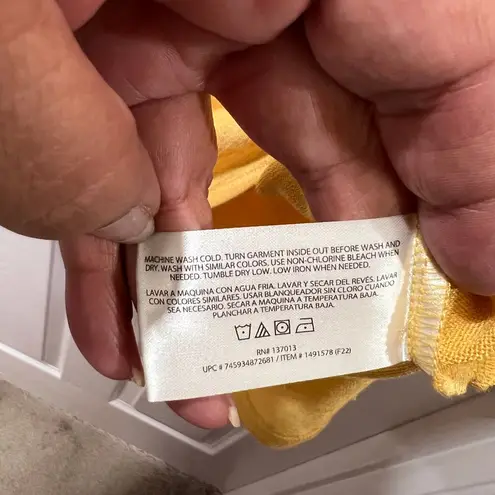 MACHINE WASH COLD. TURN GARMENT INSIDE OUT BEFORE WASH AND
DRY. WASH WITH SIMILAR COLORS. USE NON-CHLORINE BLEACH WHEN
NEEDED. TUMBLE DRY LOW. LOW IRON WHEN NEEDED.
LAVAR A MAQUINA CON AGUA FRIA. LAVAR Y SECAR DEL REVÉS. LAVAR
CON COLORES SIMILARES. USAR BLANQUEADOR SIN CLORO CUANDO
SEA NECESARIO. SECAR A MAQUINA A TEMPERATURA BAJA.
PLANCHAR A TEMPERATURA BAJA.
RN# 137013
UPC # 745934872681 / ITEM # 1491578 (F22)